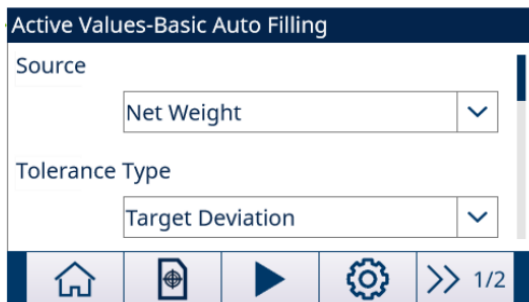 Active Values-Basic Auto Filling
Source
Net Weight
Tolerance Type
Target Deviation
1/2